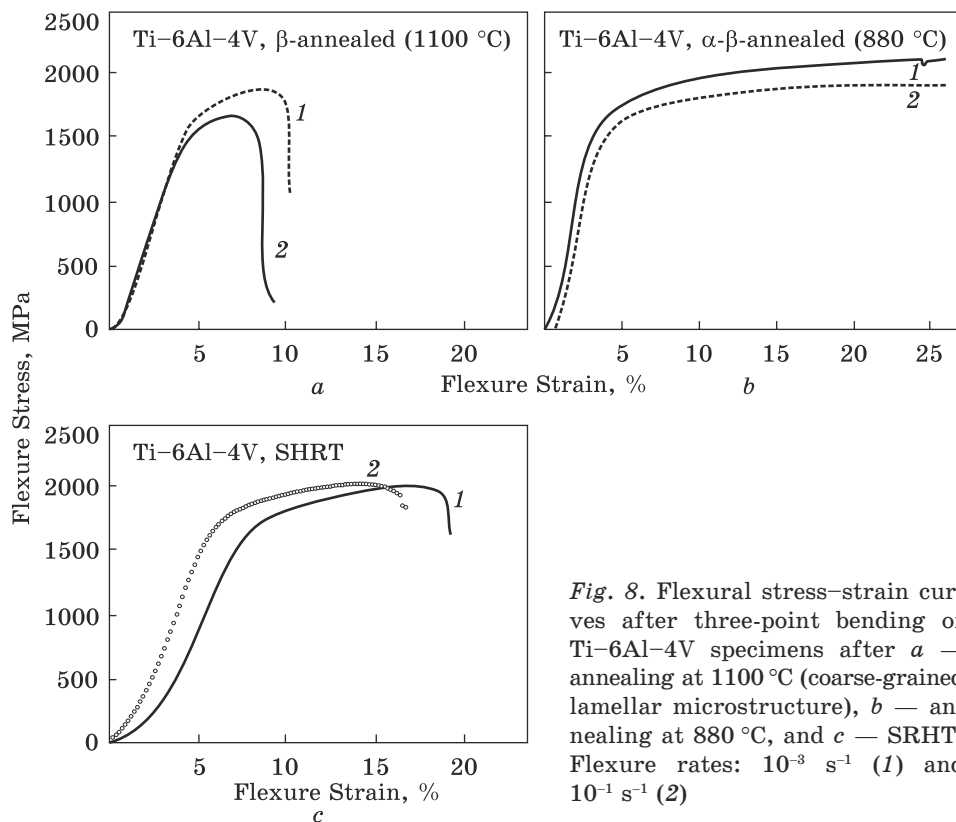 Ti–6Al–4V, β-annealed (1100 °C)
Ti–6Al–4V, α-β-annealed (880 °C)
2500
2000
1500
1000
500
0
1
2
1
2
5
10
15
20
5
10
15
20
25
a
Flexure Strain, %
b
Flexure Stress, MPa
Ti–6Al–4V, SHRT
2500
2000
1500
1000
500
0
2
1
5
10
15
20
Flexure Strain, %
c
Fig. 8. Flexural stress–strain cur
ves after three-point bending o
Ti–6Al–4V specimens after a —
annealing at 1100 °C (coarse-grained
lamellar microstructure), b — an
nealing at 880 °C, and c — SRHT
Flexure rates: 10⁻³ s⁻¹ (1) and
10⁻¹ s⁻¹ (2)